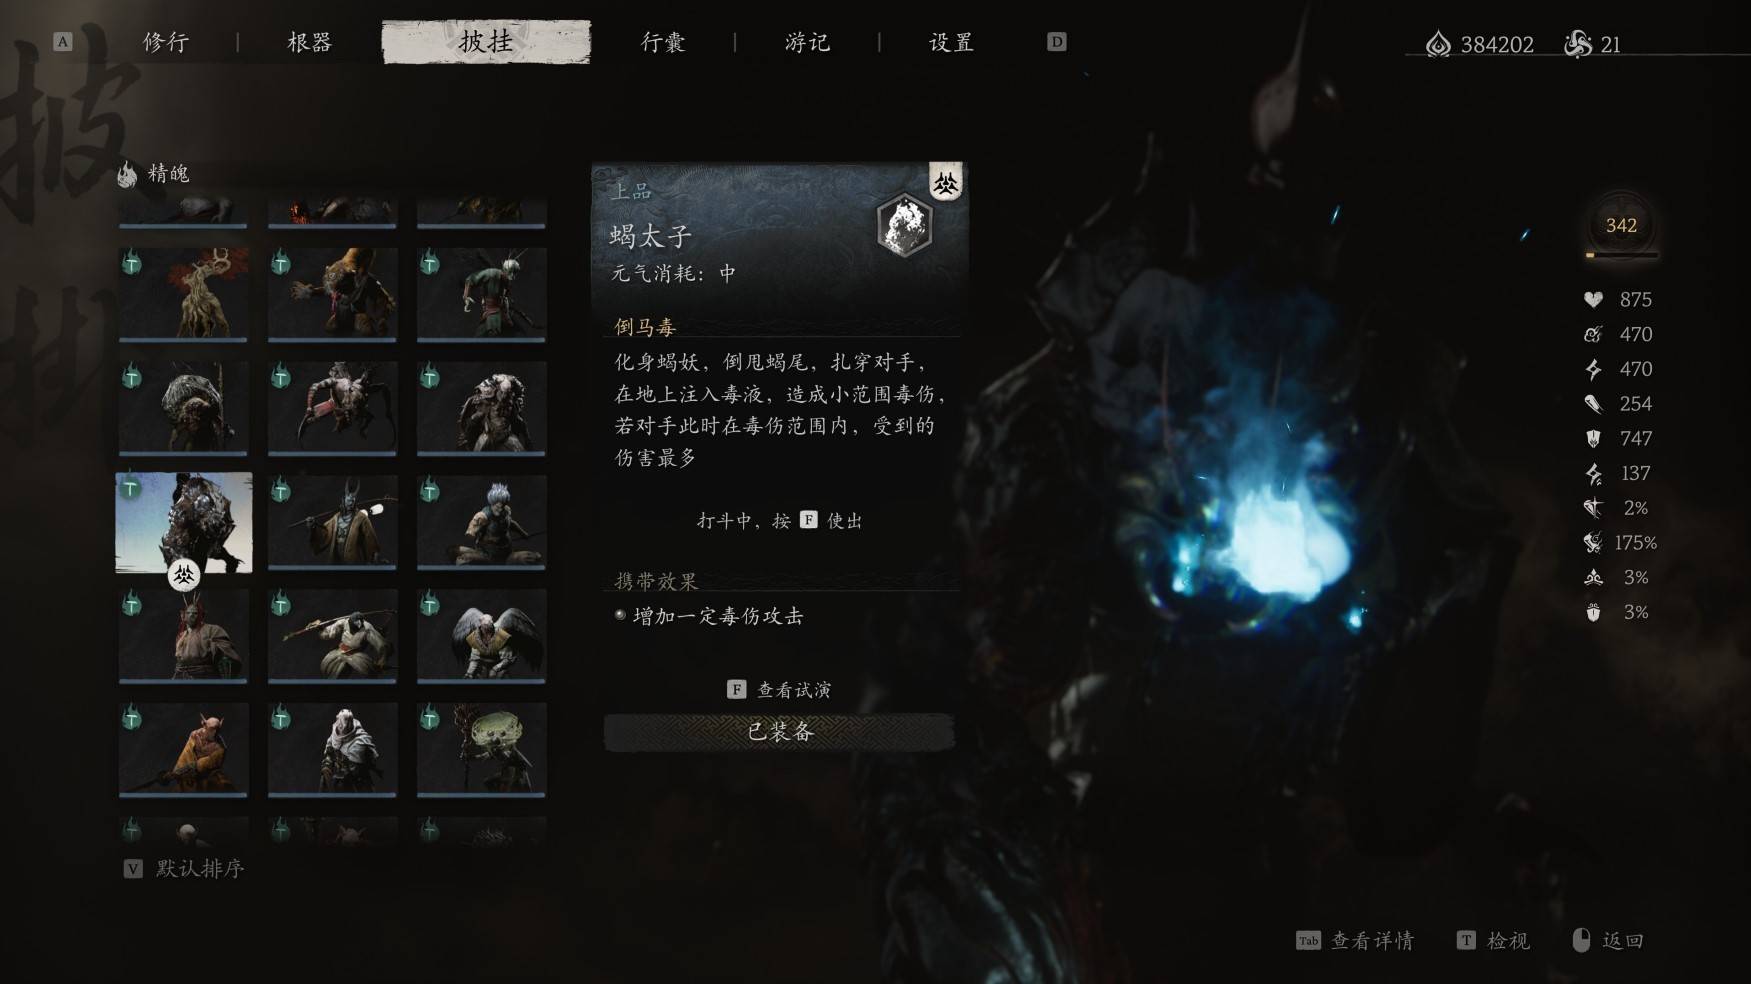 A 修行 根器 披挂 行囊 游记 设置 D 384202 21
披挂
精魄
上品
蝎太子
元气消耗：中
倒马毒
化身蝎妖，倒甩蝎尾，扎穿对手，
在地上注入毒液，造成小范围毒伤，
若对手此时在毒伤范围内，受到的
伤害最多
打斗中，按 F 使出
携带效果
增加一定毒伤攻击
F 查看试演
已装备
V 默认排序
342
875
470
470
254
747
137
2%
175%
3%
3%
Tab 查看详情 T 检视 返回